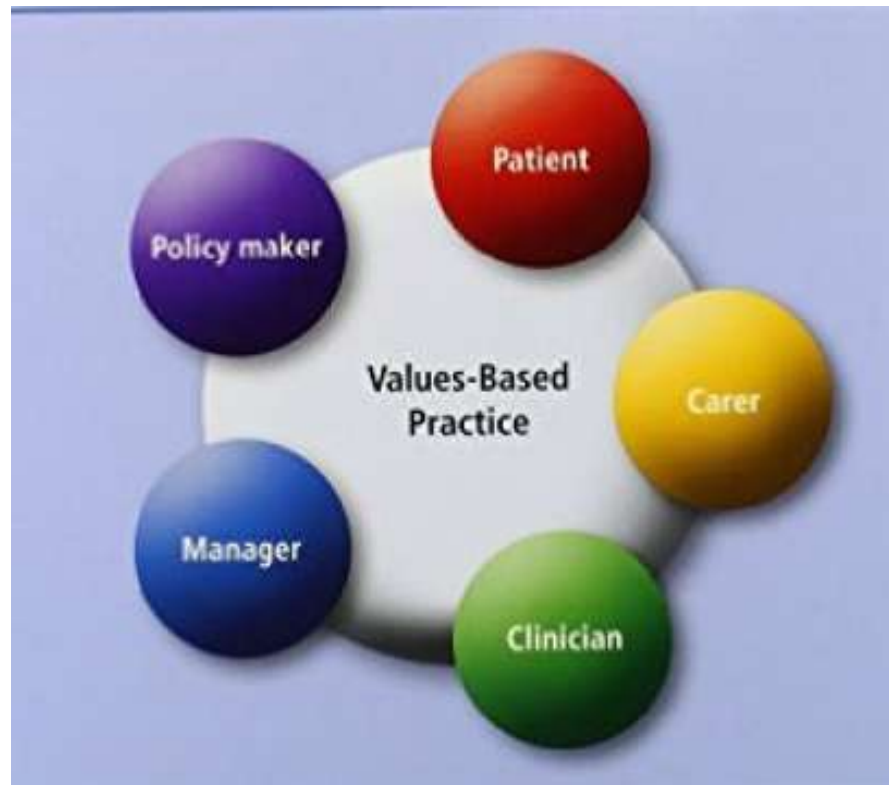 Patient
Policy maker
Values-Based
Practice
Carer
Manager
Clinician